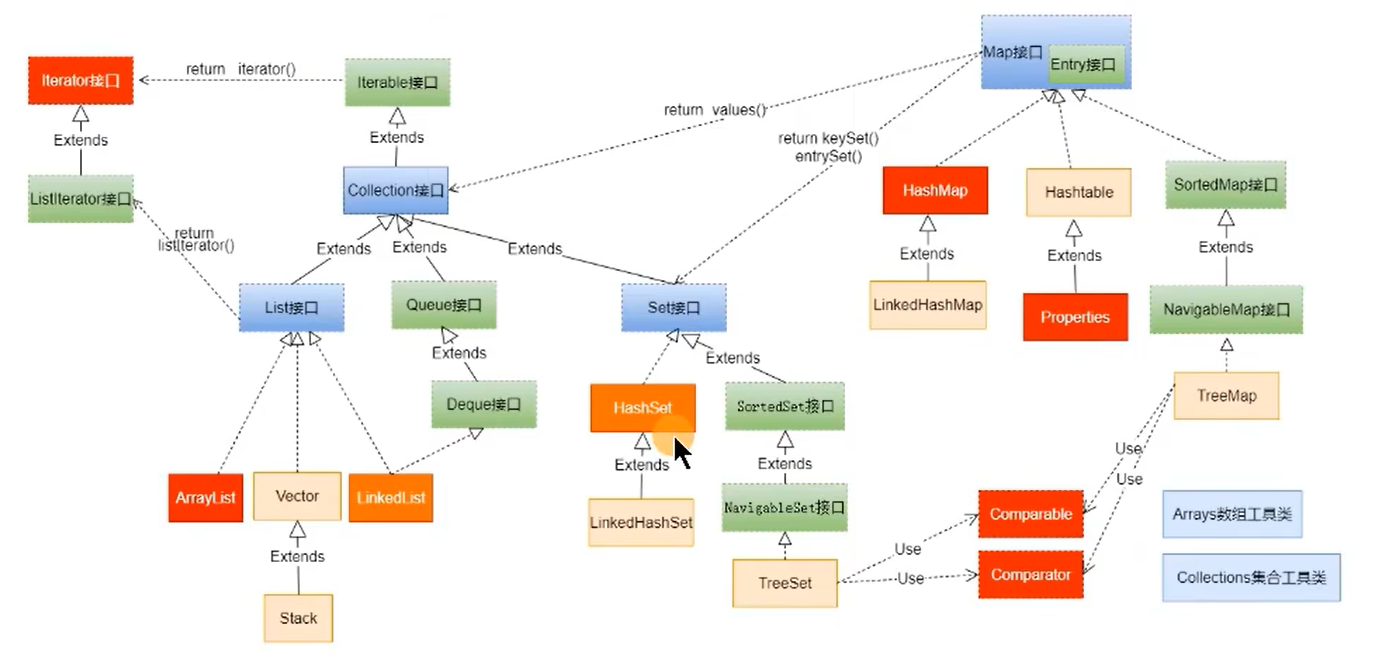 Map接口
Entry接口
Iterator接口
return iterator()
Iterable接口
return values()
Extends
Extends
return keySet()
entrySet()
ListIterator接口
Collection接口
HashMap
Hashtable
SortedMap接口
return
listIterator()
Extends
Extends
Extends
Extends
Extends
Extends
List接口
Queue接口
Set接口
LinkedHashMap
Properties
NavigableMap接口
Extends
Extends
Deque接口
HashSet
SortedSet接口
TreeMap
Extends
Extends
Use
Use
ArrayList
Vector
LinkedList
LinkedHashSet
NavigableSet接口
Comparable
Arrays数组工具类
Extends
Use
Use
TreeSet
Comparator
Collections集合工具类
Stack